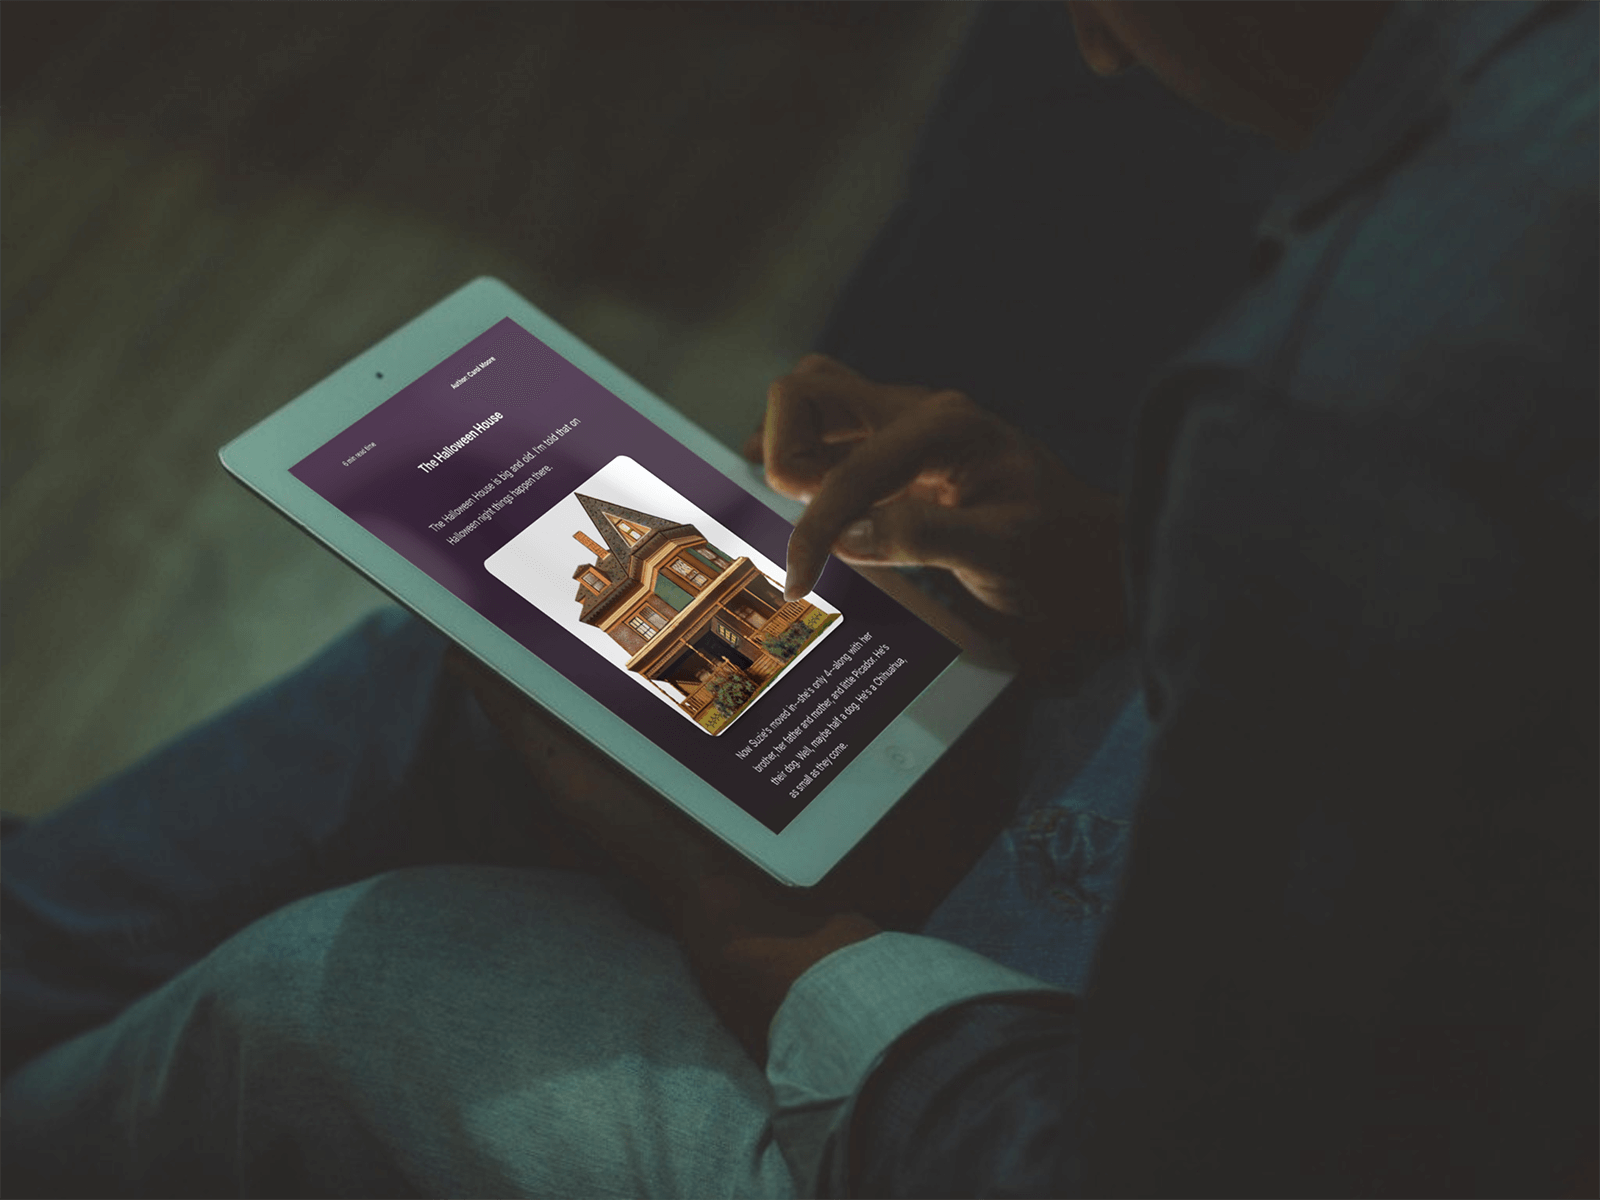 6 min read time
Author: Carol Moore
The Halloween House
The Halloween House is big and old. I'm told that on
Halloween night things happen there.
Now Suzie's moved in--she's only 4--along with her
brother, her father and mother, and little Picador. He's
their dog. Well, maybe half a dog. He's a Chihuahua,
as small as they come.